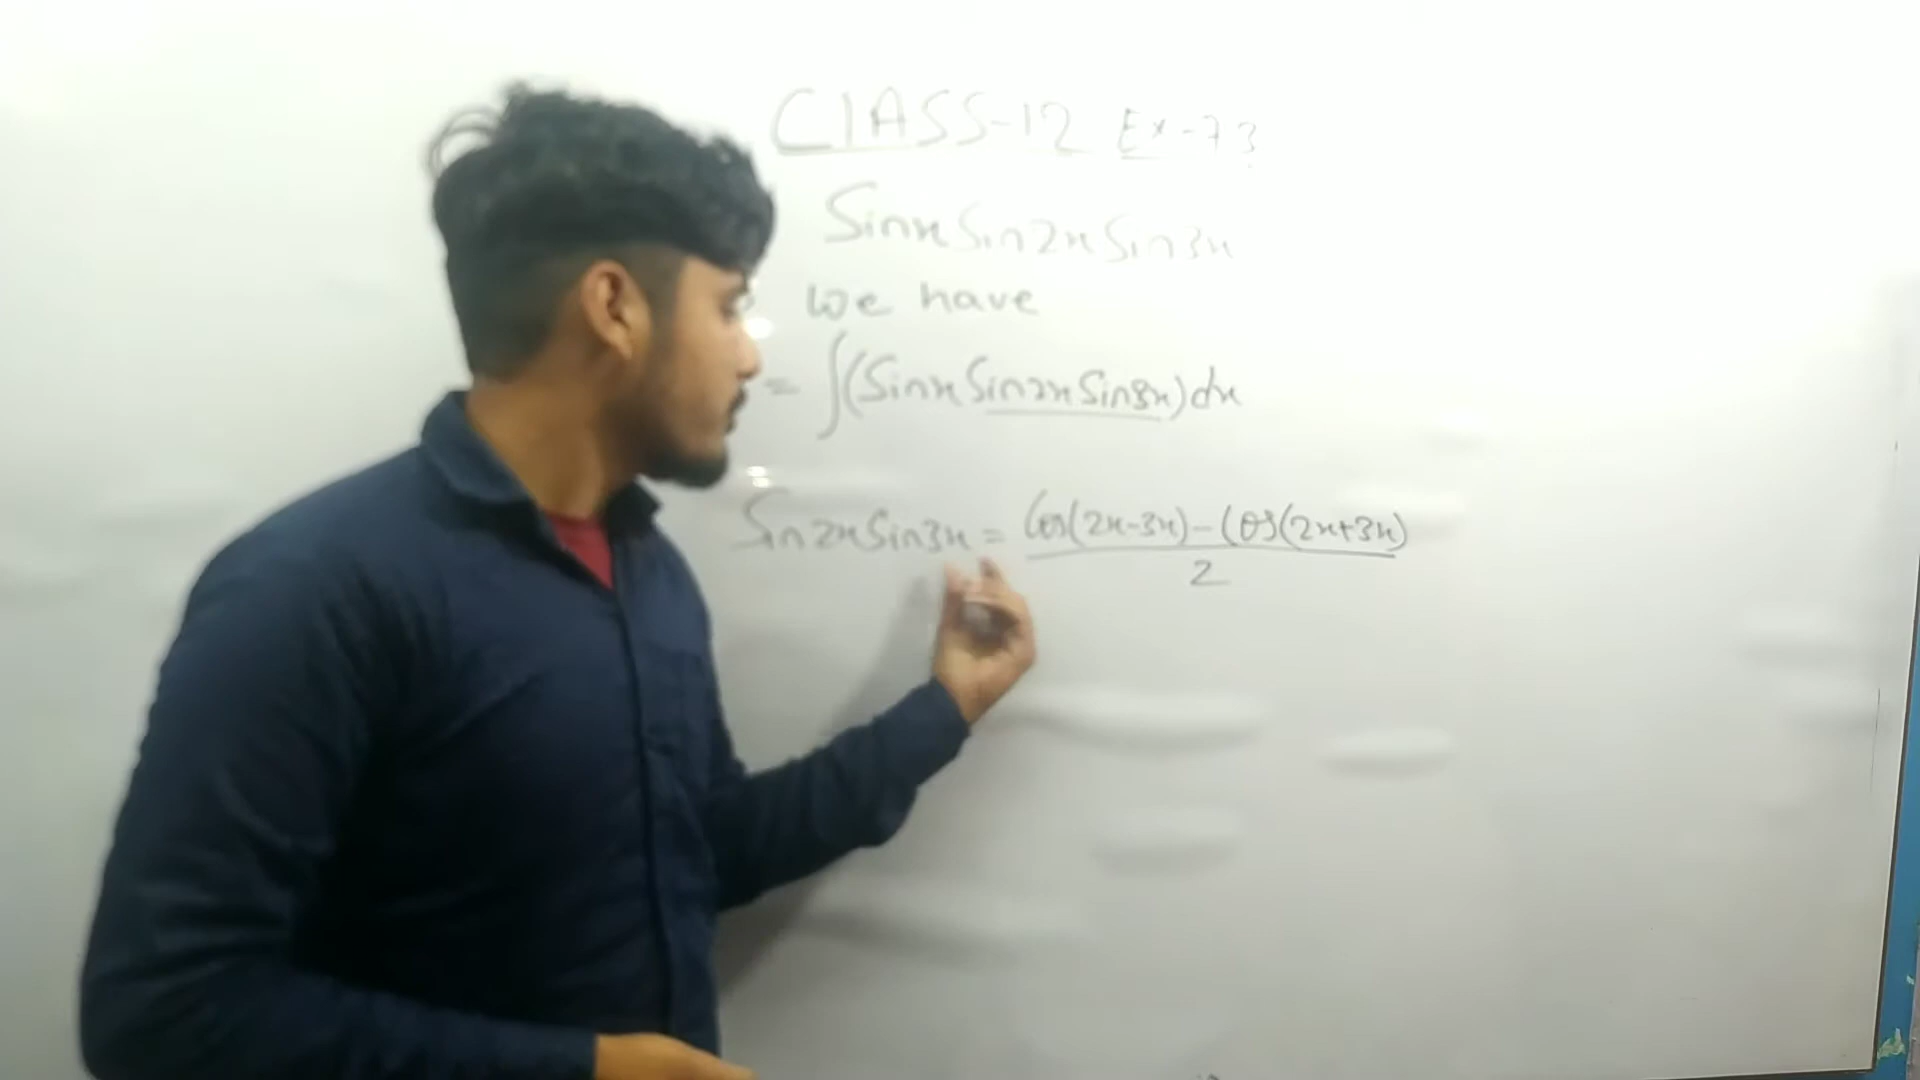 CLASS-12 Ex-7.3
Sinx Sin2x Sin3x
we have
= ∫(Sinx Sin2x Sin3x)dx
Sin2x Sin3x = Cos(2x-3x)-Cos(2x+3x)
2